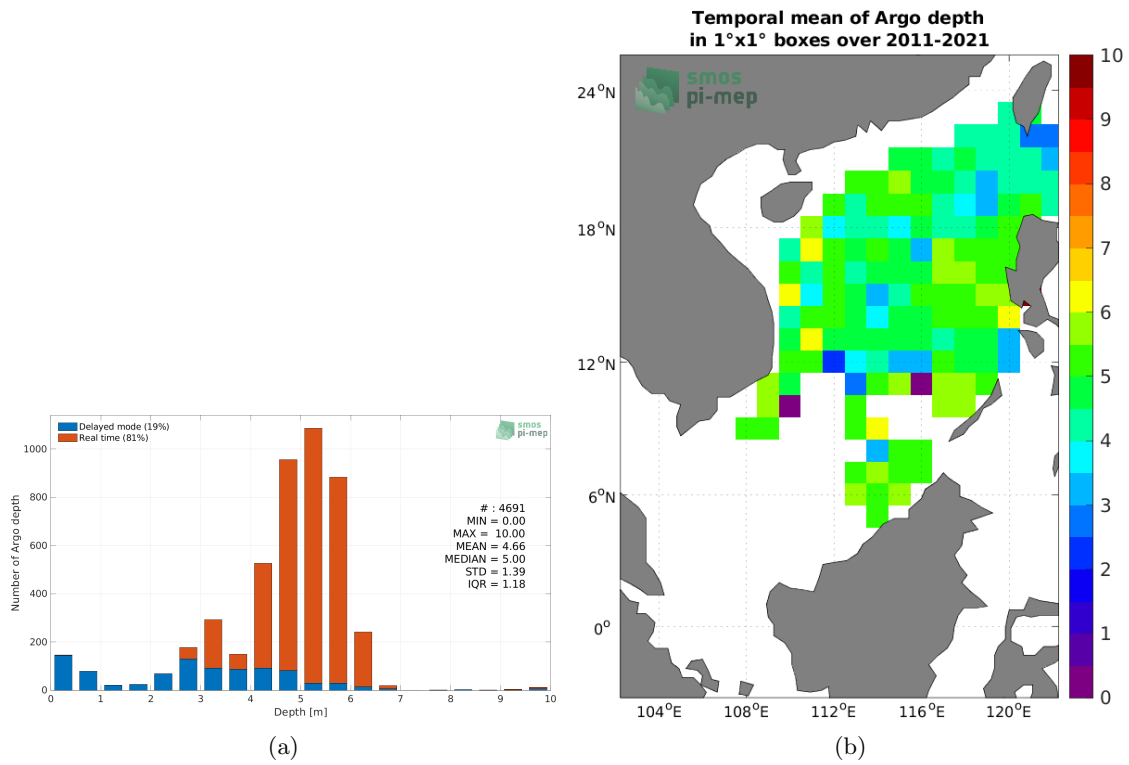 Delayed mode (19%)
Real time (81%)
smos
pi-mep
1000
800
600
400
200
0
Number of Argo depth
# : 4691
MIN = 0.00
MAX = 10.00
MEAN = 4.66
MEDIAN = 5.00
STD = 1.39
IQR = 1.18
0 1 2 3 4 5 6 7 8 9 10
Depth [m]
(a)
Temporal mean of Argo depth
in 1°x1° boxes over 2011-2021
smos
pi-mep
24°N
18°N
12°N
6°N
0°
104°E 108°E 112°E 116°E 120°E
10
9
8
7
6
5
4
3
2
1
0
(b)